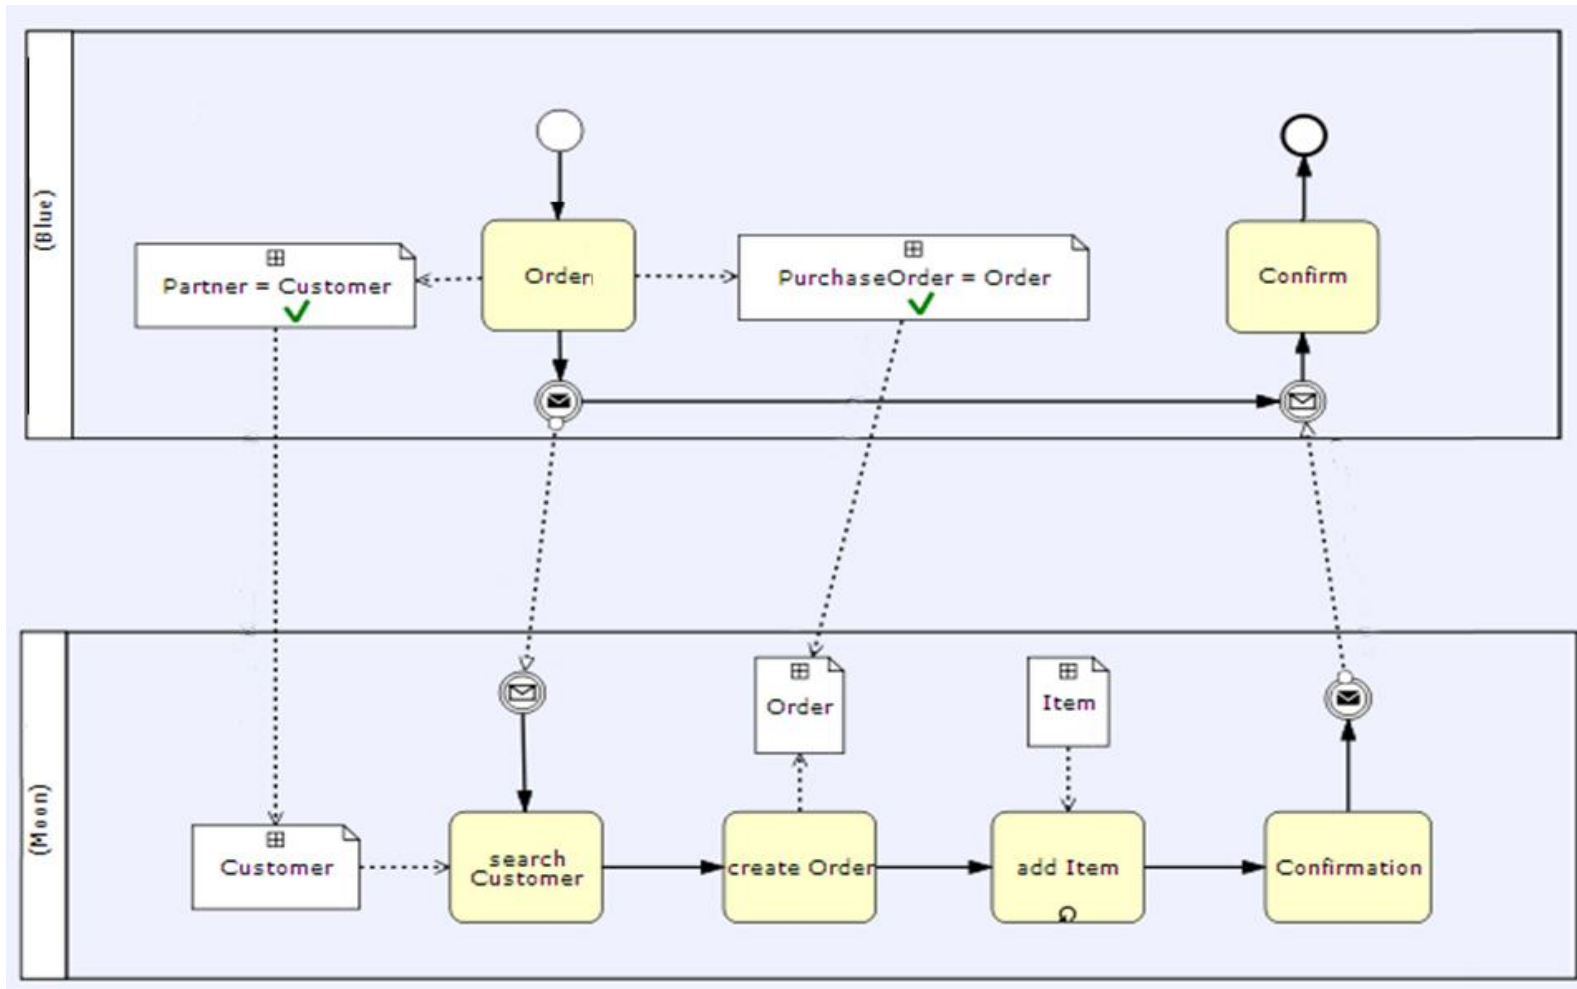 (Blue)
Partner = Customer
Order
PurchaseOrder = Order
Confirm
(Moon)
Order
Item
Customer
search
Customer
create Order
add Item
Confirmation